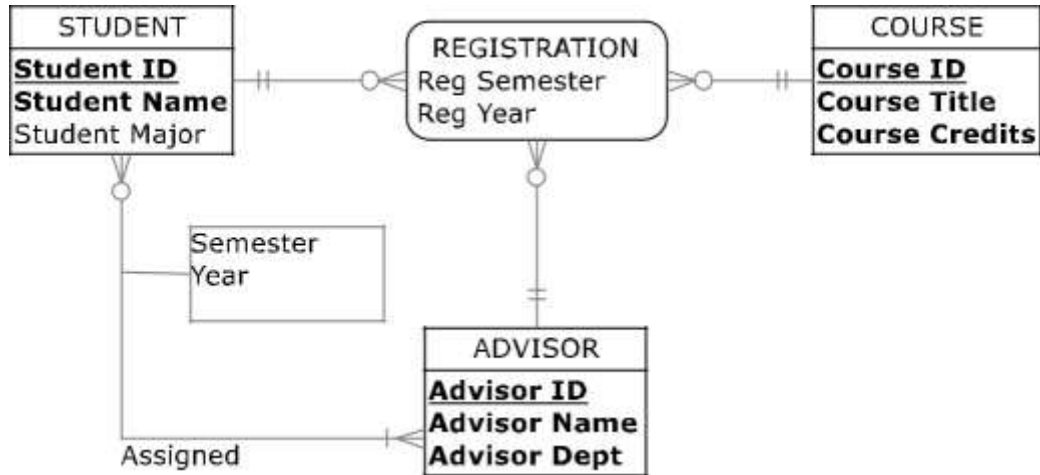 STUDENT
Student ID
Student Name
Student Major
REGISTRATION
Reg Semester
Reg Year
COURSE
Course ID
Course Title
Course Credits
Semester
Year
Assigned
ADVISOR
Advisor ID
Advisor Name
Advisor Dept